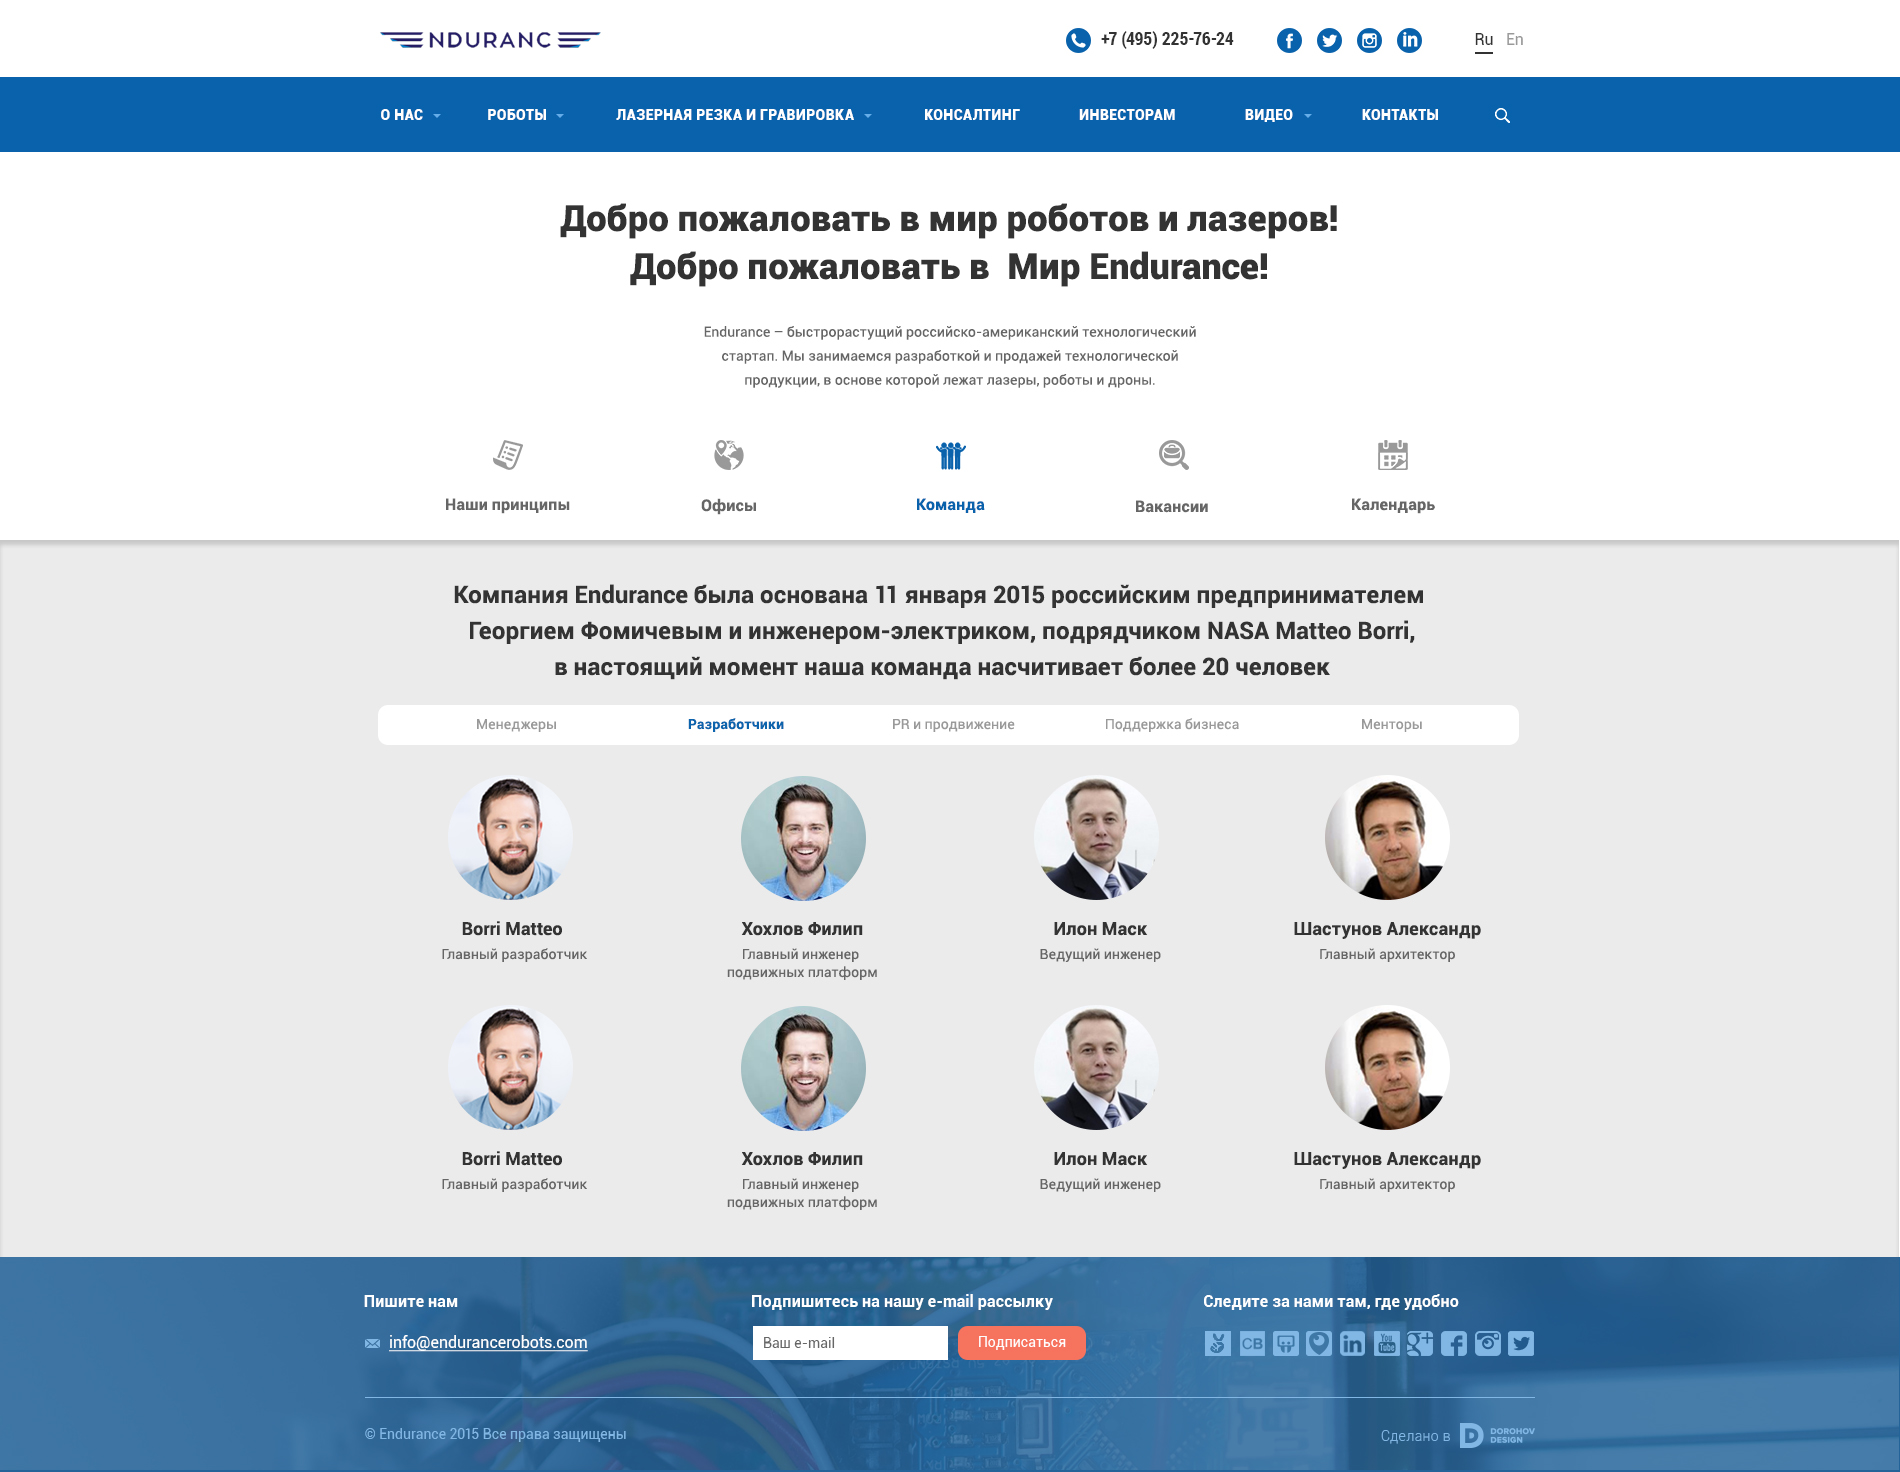 NDURANC
+7 (495) 225-76-24
Ru En
О НАС РОБОТЫ ЛАЗЕРНАЯ РЕЗКА И ГРАВИРОВКА КОНСАЛТИНГ ИНВЕСТОРАМ ВИДЕО КОНТАКТЫ
Добро пожаловать в мир роботов и лазеров!
Добро пожаловать в Мир Endurance!
Endurance – быстрорастущий российско-американский технологический
стартап. Мы занимаемся разработкой и продажей технологической
продукции, в основе которой лежат лазеры, роботы и дроны.
Наши принципы Офисы Команда Вакансии Календарь
Компания Endurance была основана 11 января 2015 российским предпринимателем
Георгием Фомичевым и инженером-электриком, подрядчиком NASA Matteo Borri,
в настоящий момент наша команда насчитивает более 20 человек
Менеджеры Разработчики PR и продвижение Поддержка бизнеса Менторы
Borri Matteo Хохлов Филип Илон Маск Шастунов Александр
Главный разработчик Главный инженер Ведущий инженер Главный архитектор
подвижных платформ
Borri Matteo Хохлов Филип Илон Маск Шастунов Александр
Главный разработчик Главный инженер Ведущий инженер Главный архитектор
подвижных платформ
Пишите нам Подпишитесь на нашу e-mail рассылку Следите за нами там, где удобно
info@endurancerobots.com Ваш e-mail Подписаться CB in You Tube g+ f
© Endurance 2015 Все права защищены Сделано в D DOROHOV
DESIGN